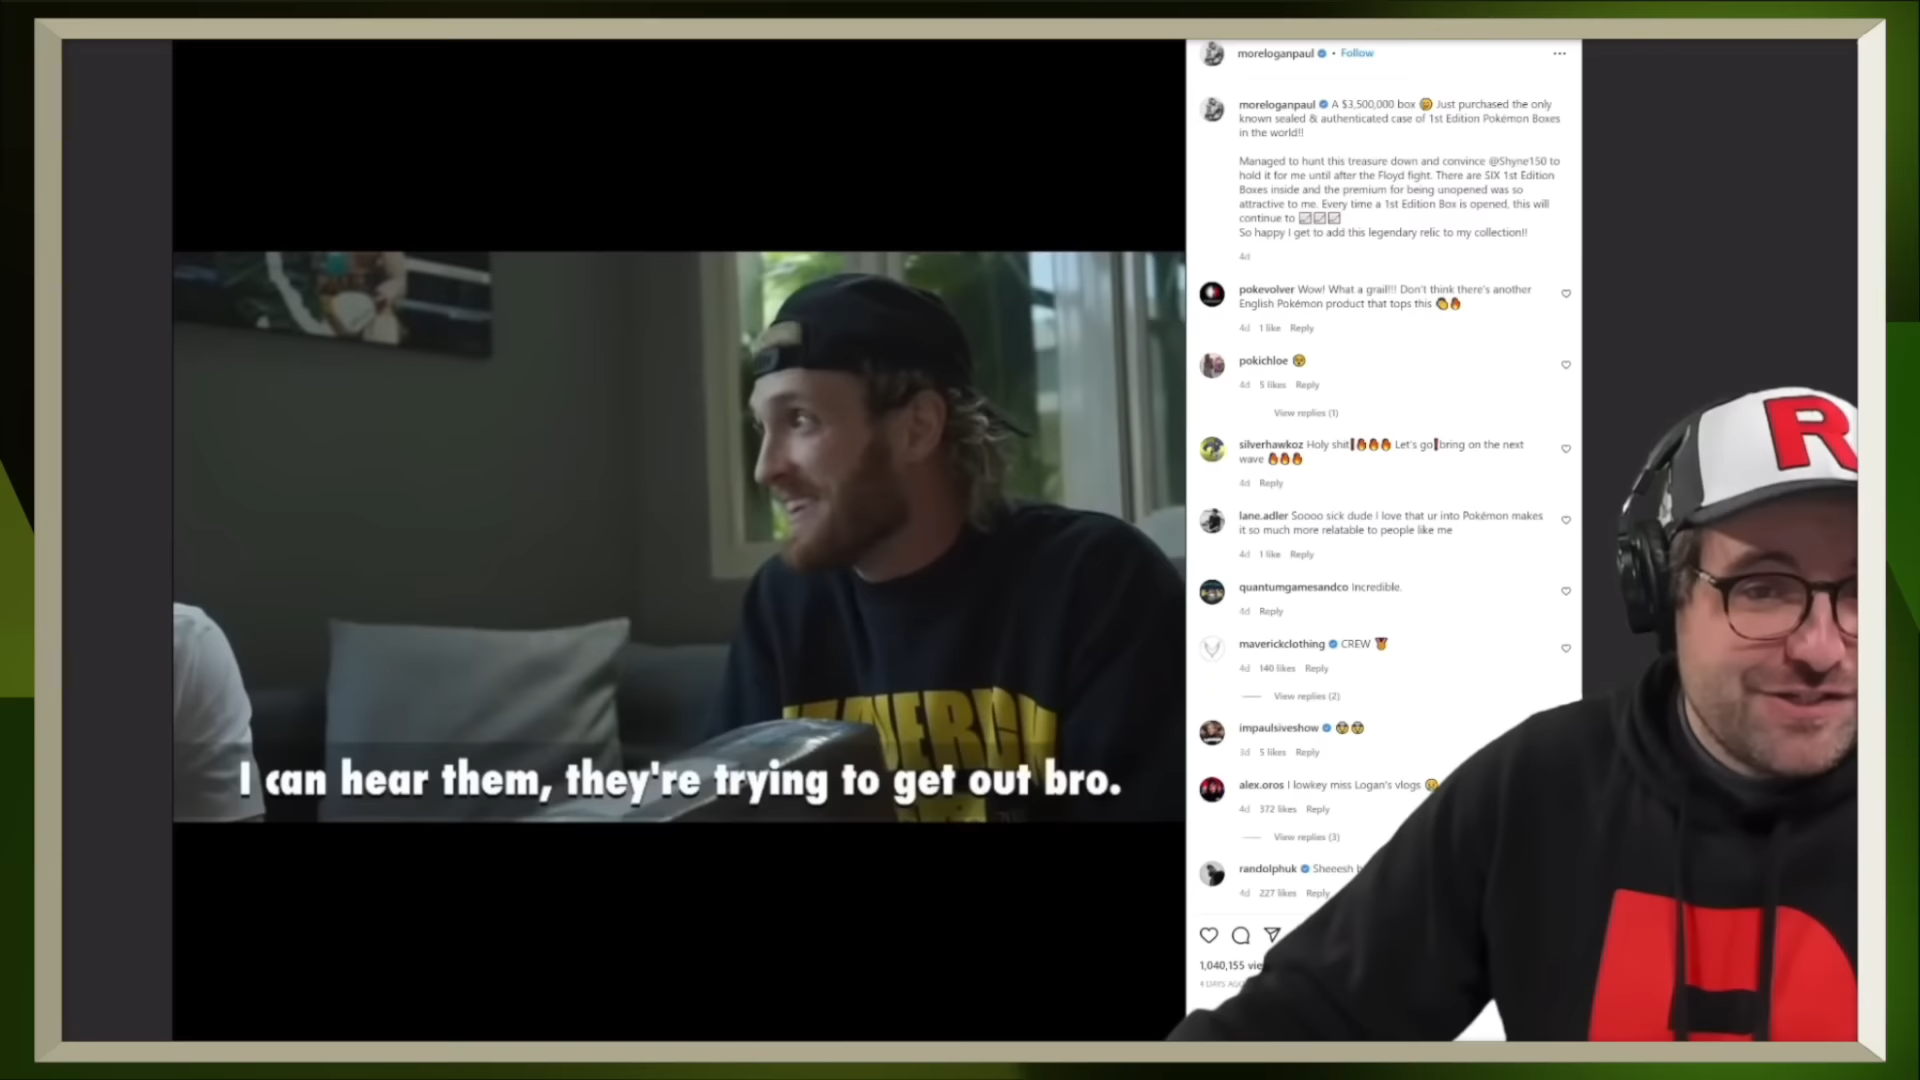 moreloganpaul • Follow
moreloganpaul A $3,500,000 box Just purchased the only
known sealed & authenticated case of 1st Edition Pokémon Boxes
in the world!!
Managed to hunt this treasure down and convince @Shyne150 to
hold it for me until after the Floyd fight. There are SIX 1st Edition
Boxes inside and the premium for being unopened was so
attractive to me. Every time a 1st Edition Box is opened, this will
continue to
So happy I get to add this legendary relic to my collection!!
4d
pokevolver Wow! What a grail!!! Don't think there's another
English Pokémon product that tops this
4d 1 like Reply
pokichloe
4d 5 likes Reply
View replies (1)
silverhawkoz Holy shit Let's go bring on the next
wave
4d Reply
lane.adler Soooo sick dude I love that ur into Pokémon makes
it so much more relatable to people like me
4d 1 like Reply
quantumgamesandco Incredible.
4d Reply
maverickclothing CREW
4d 140 likes Reply
View replies (2)
impaulsiveshow
3d 5 likes Reply
alex.oros I lowkey miss Logan's vlogs
4d 372 likes Reply
View replies (3)
randolphuk Sheeesh
4d 227 likes Reply
1,040,155
4 DAYS AGO
I can hear them, they're trying to get out bro.
R